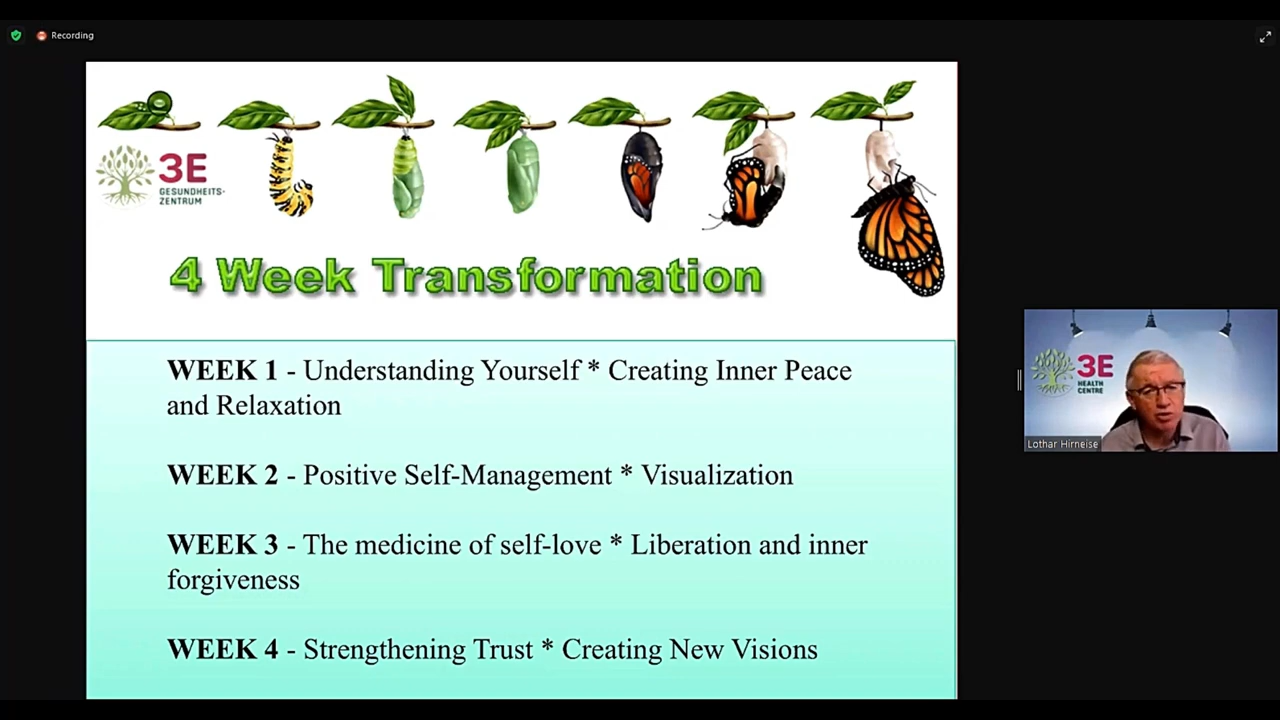 Recording
3E
GESUNDHEITS-
ZENTRUM
4 Week Transformation
WEEK 1 - Understanding Yourself * Creating Inner Peace
and Relaxation
WEEK 2 - Positive Self-Management * Visualization
WEEK 3 - The medicine of self-love * Liberation and inner
forgiveness
WEEK 4 - Strengthening Trust * Creating New Visions
3E
HEALTH
CENTRE
Lothar Hirneise